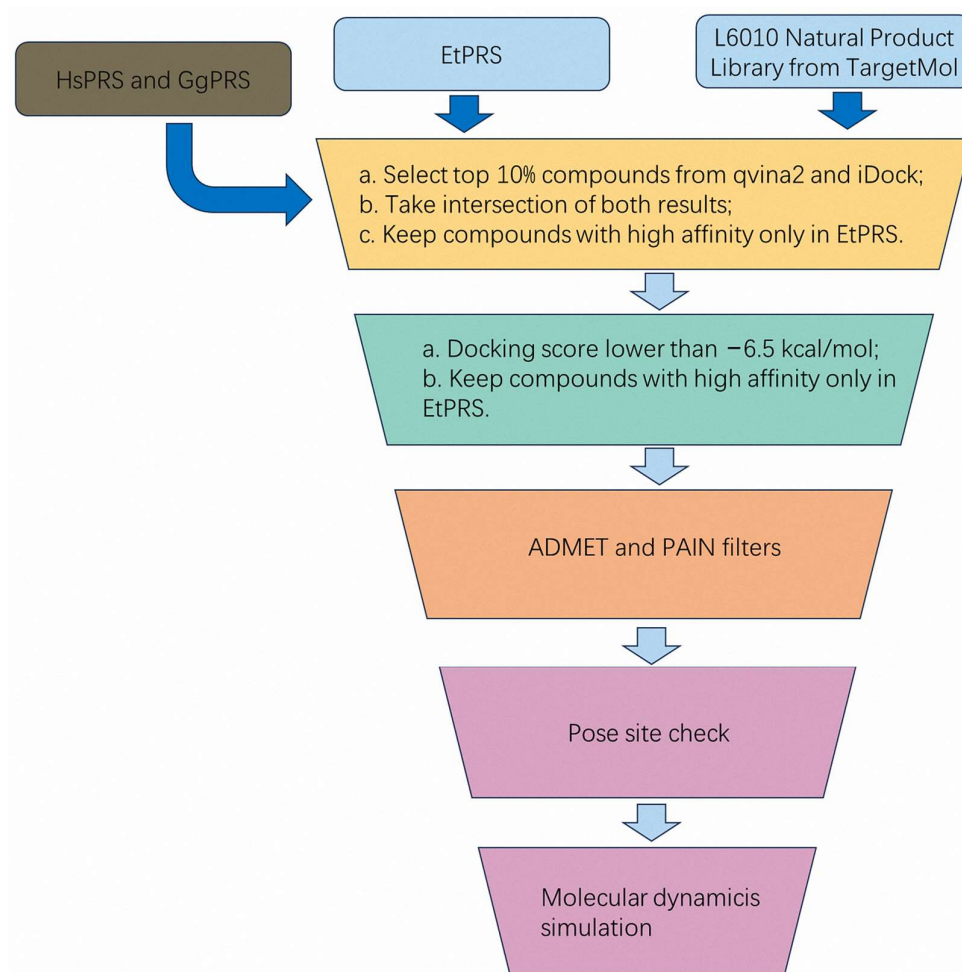 HsPRS and GgPRS
EtPRS
L6010 Natural Product
Library from TargetMol
a. Select top 10% compounds from qvina2 and iDock;
b. Take intersection of both results;
c. Keep compounds with high affinity only in EtPRS.
a. Docking score lower than −6.5 kcal/mol;
b. Keep compounds with high affinity only in
EtPRS.
ADMET and PAIN filters
Pose site check
Molecular dynamicis
simulation